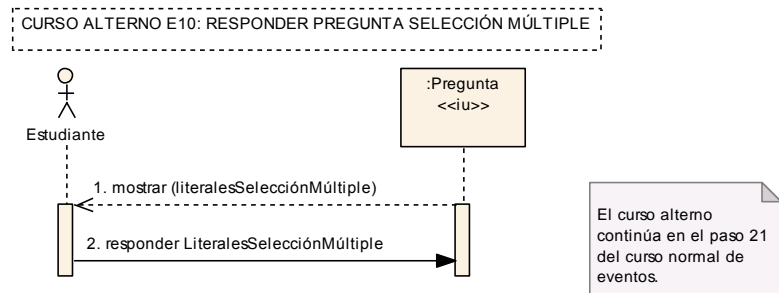 CURSO ALTERNO E10: RESPONDER PREGUNTA SELECCIÓN MÚLTIPLE
:Pregunta
<<iu>>
Estudiante
1. mostrar (literalesSelecciónMúltiple)
2. responder LiteralesSelecciónMúltiple
El curso alterno
continúa en el paso 21
del curso normal de
eventos.